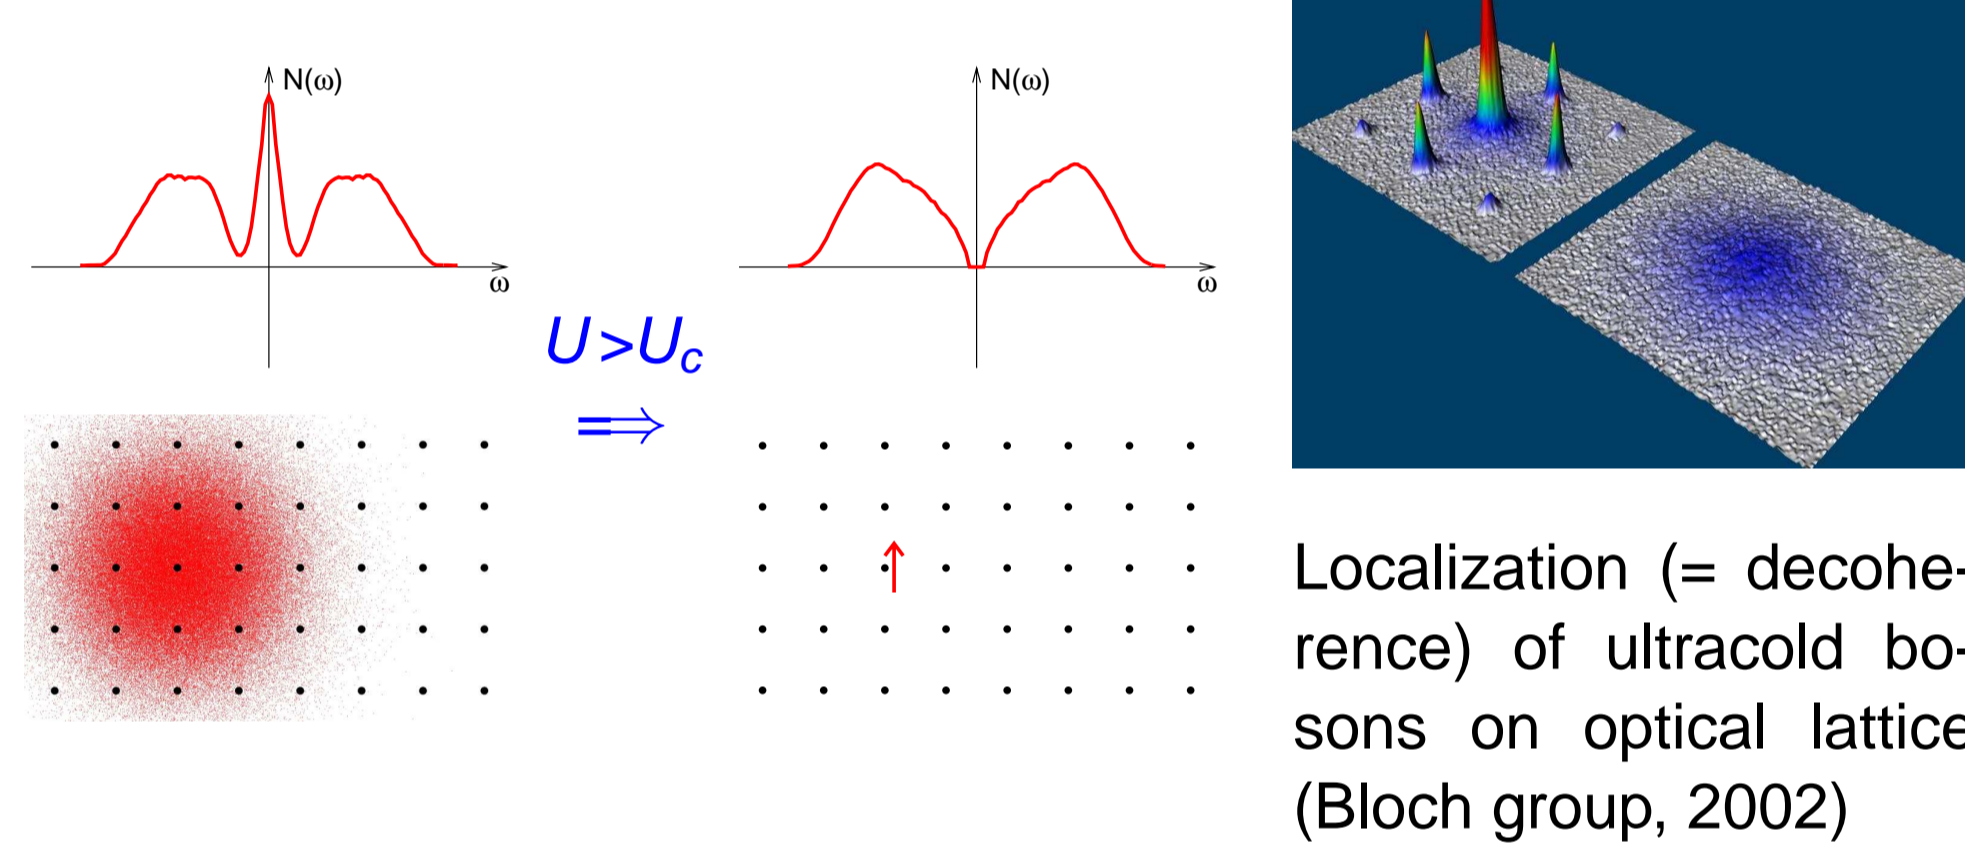 N(ω)
ω
U>Uc
⟹
N(ω)
ω
Localization (= decohe-
rence) of ultracold bo-
sons on optical lattice
(Bloch group, 2002)